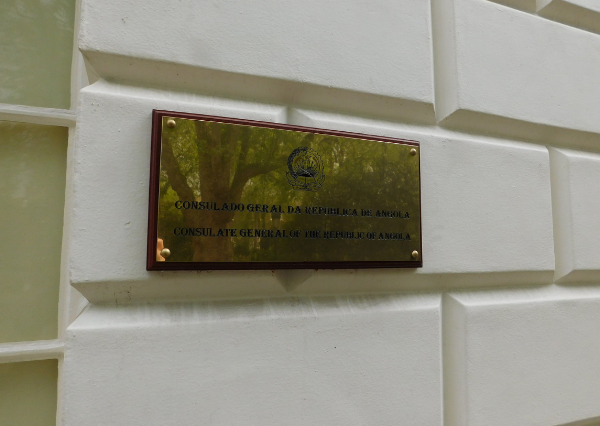 CONSULADO GERAL DA REPÚBLICA DE ANGOLA
CONSULATE GENERAL OF THE REPUBLIC OF ANGOLA